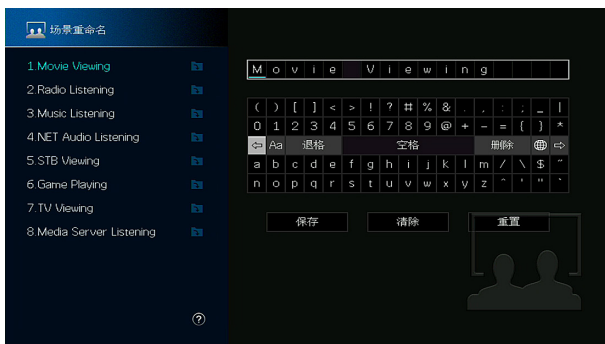 场景重命名
1.Movie Viewing
2.Radio Listening
3.Music Listening
4.NET Audio Listening
5.STB Viewing
6.Game Playing
7.TV Viewing
8.Media Server Listening
?
Movie Viewing
( ) [ ] < > ! ? # % & . , : ; _ |
0 1 2 3 4 5 6 7 8 9 @ + - = { } *
⇦ Aa 退格 空格 删除 ⇨
a b c d e f g h i j k l m / \ $ ~
n o p q r s t u v w x y z ^ ' " `
保存 清除 重置